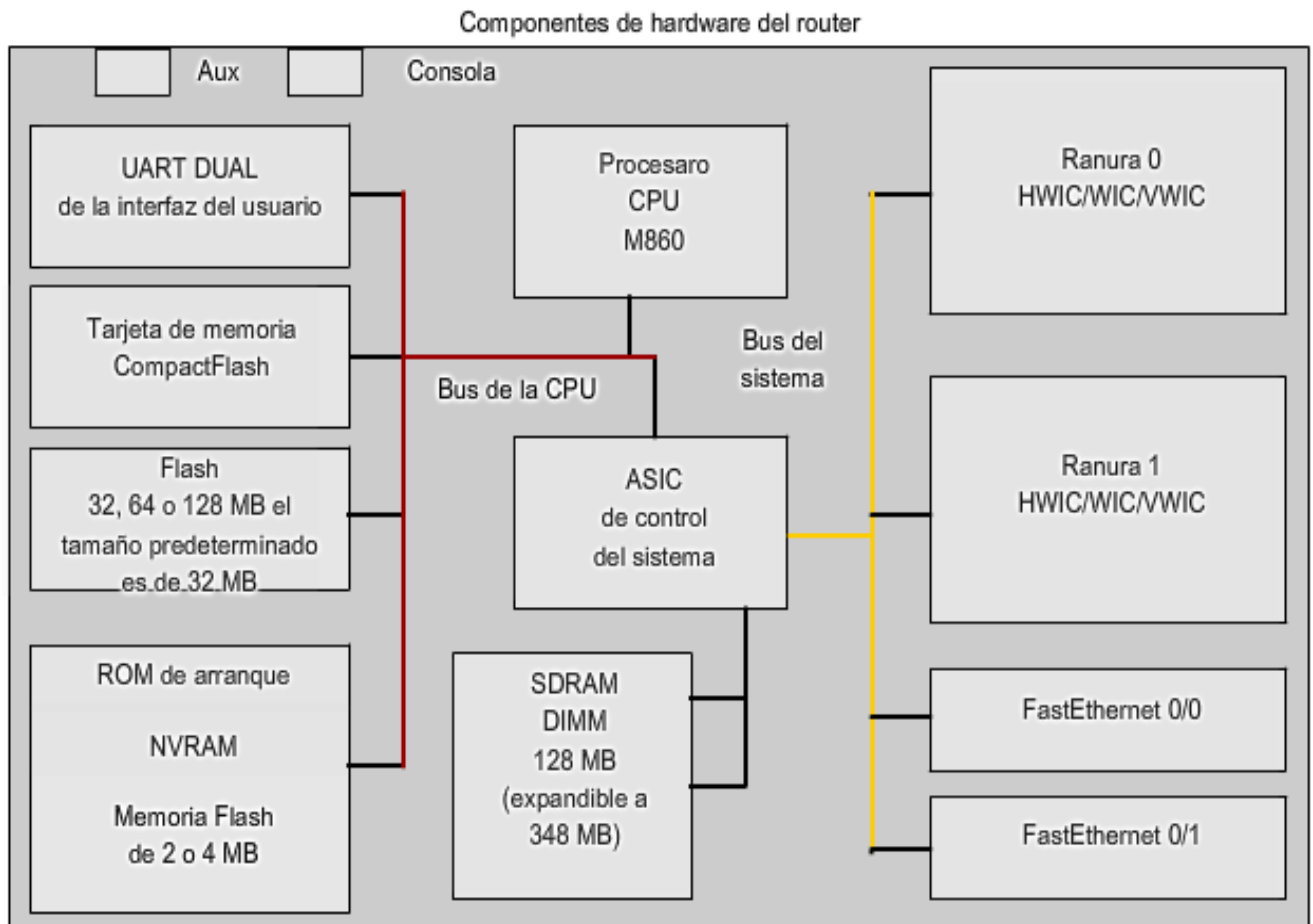 Componentes de hardware del router
Aux
Consola
UART DUAL
de la interfaz del usuario
Tarjeta de memoria
CompactFlash
Flash
32, 64 o 128 MB el
tamaño predeterminado
es de 32 MB
ROM de arranque
NVRAM
Memoria Flash
de 2 o 4 MB
Procesaro
CPU
M860
Bus de la CPU
ASIC
de control
del sistema
SDRAM
DIMM
128 MB
(expandible a
348 MB)
Bus del
sistema
Ranura 0
HWIC/WIC/VWIC
Ranura 1
HWIC/WIC/VWIC
FastEthernet 0/0
FastEthernet 0/1